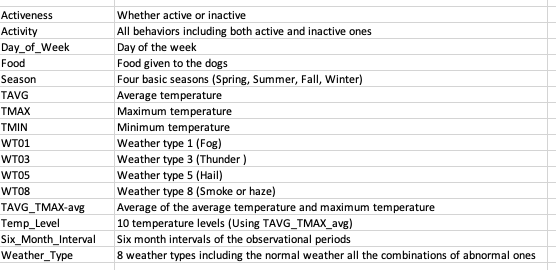 Activeness Whether active or inactive
Activity All behaviors including both active and inactive ones
Day_of_Week Day of the week
Food Food given to the dogs
Season Four basic seasons (Spring, Summer, Fall, Winter)
TAVG Average temperature
TMAX Maximum temperature
TMIN Minimum temperature
WT01 Weather type 1 (Fog)
WT03 Weather type 3 (Thunder )
WT05 Weather type 5 (Hail)
WT08 Weather type 8 (Smoke or haze)
TAVG_TMAX-avg Average of the average temperature and maximum temperature
Temp_Level 10 temperature levels (Using TAVG_TMAX_avg)
Six_Month_Interval Six month intervals of the observational periods
Weather_Type 8 weather types including the normal weather all the combinations of abnormal ones